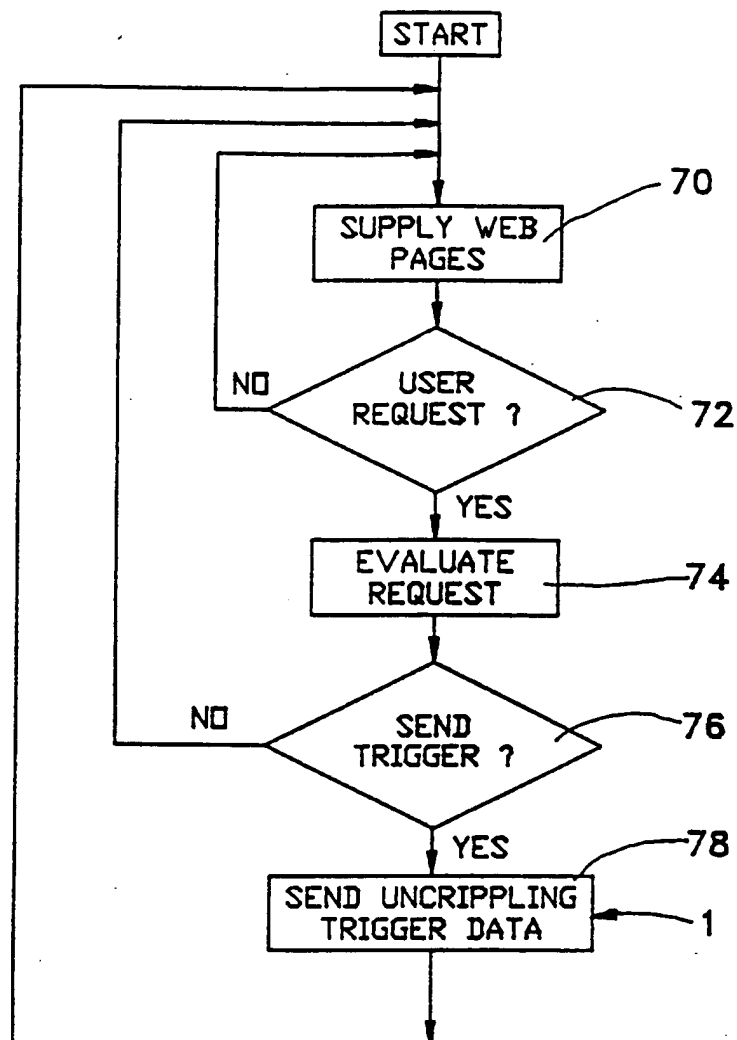 START
70
SUPPLY WEB
PAGES
NO
USER
REQUEST ?
72
YES
EVALUATE
REQUEST
74
NO
SEND
TRIGGER ?
76
YES
78
SEND UNCRIPPLING
TRIGGER DATA
1